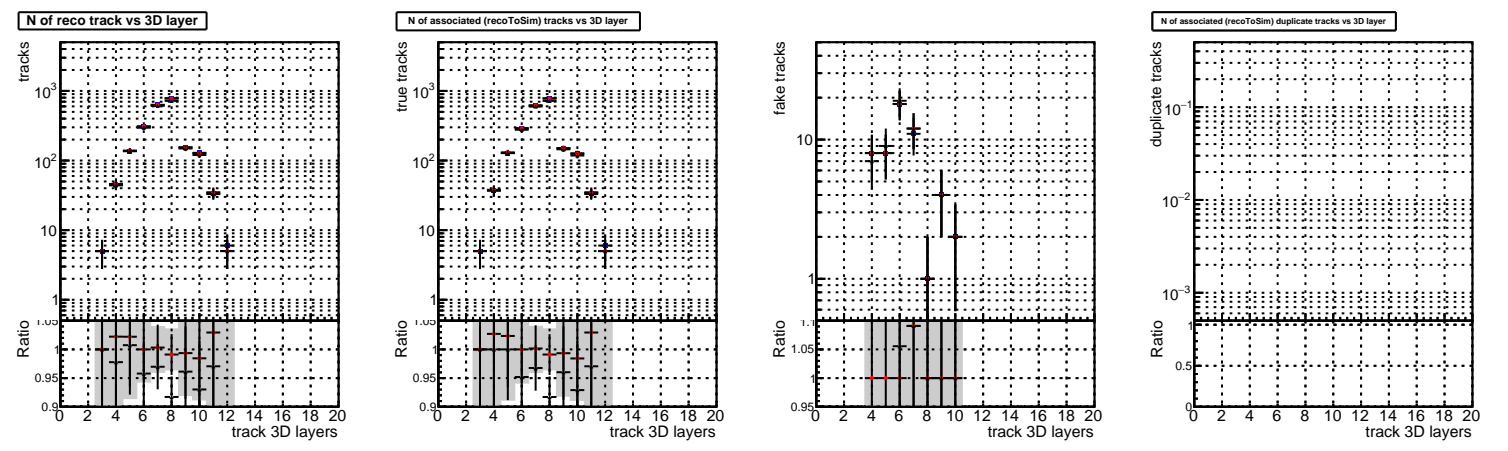 N of reco track vs 3D layer
tracks
10³
10²
10
1
1.05
Ratio
1
0.95
0.9
0 2 4 6 8 10 12 14 16 18 20
track 3D layers
N of associated (recoToSim) tracks vs 3D layer
true tracks
10³
10²
10
1
1.05
Ratio
1
0.95
0.9
0 2 4 6 8 10 12 14 16 18 20
track 3D layers
fake tracks
10
1
1.1
Ratio
1.05
1
0.95
0 2 4 6 8 10 12 14 16 18 20
track 3D layers
N of associated (recoToSim) duplicate tracks vs 3D layer
duplicate tracks
10⁻¹
10⁻²
10⁻³
Ratio
1
0.5
0
0 2 4 6 8 10 12 14 16 18 20
track 3D layers